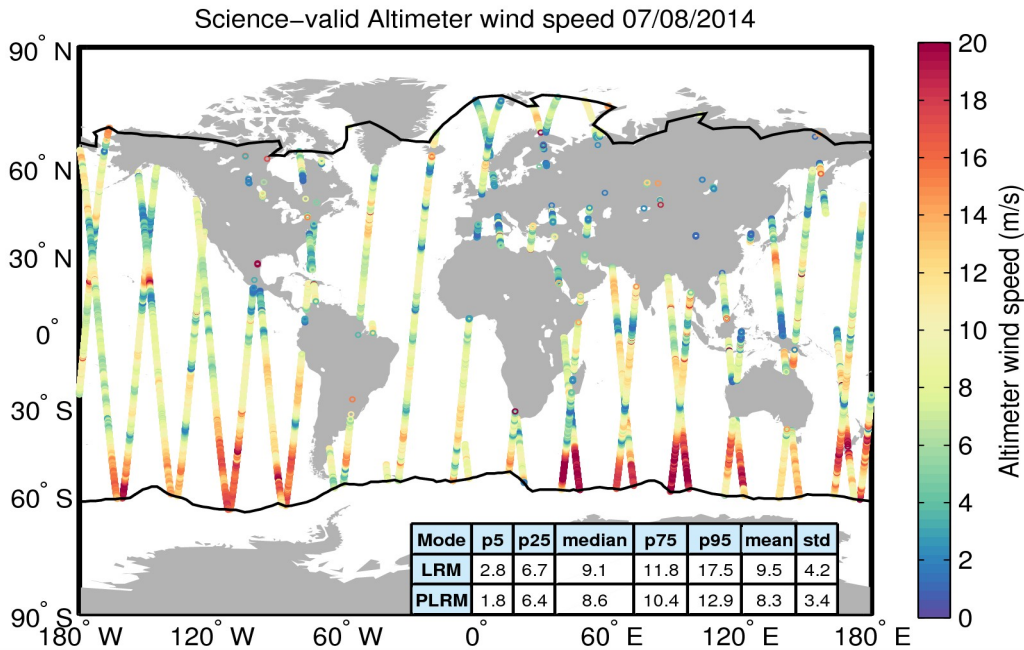 Science−valid Altimeter wind speed 07/08/2014
90° N
60° N
30° N
0°
30° S
60° S
90° S
180° W
120° W
60° W
0°
60° E
120° E
180° E
Mode p5 p25 median p75 p95 mean std
LRM 2.8 6.7 9.1 11.8 17.5 9.5 4.2
PLRM 1.8 6.4 8.6 10.4 12.9 8.3 3.4
20
18
16
14
12
10
8
6
4
2
0
Altimeter wind speed (m/s)